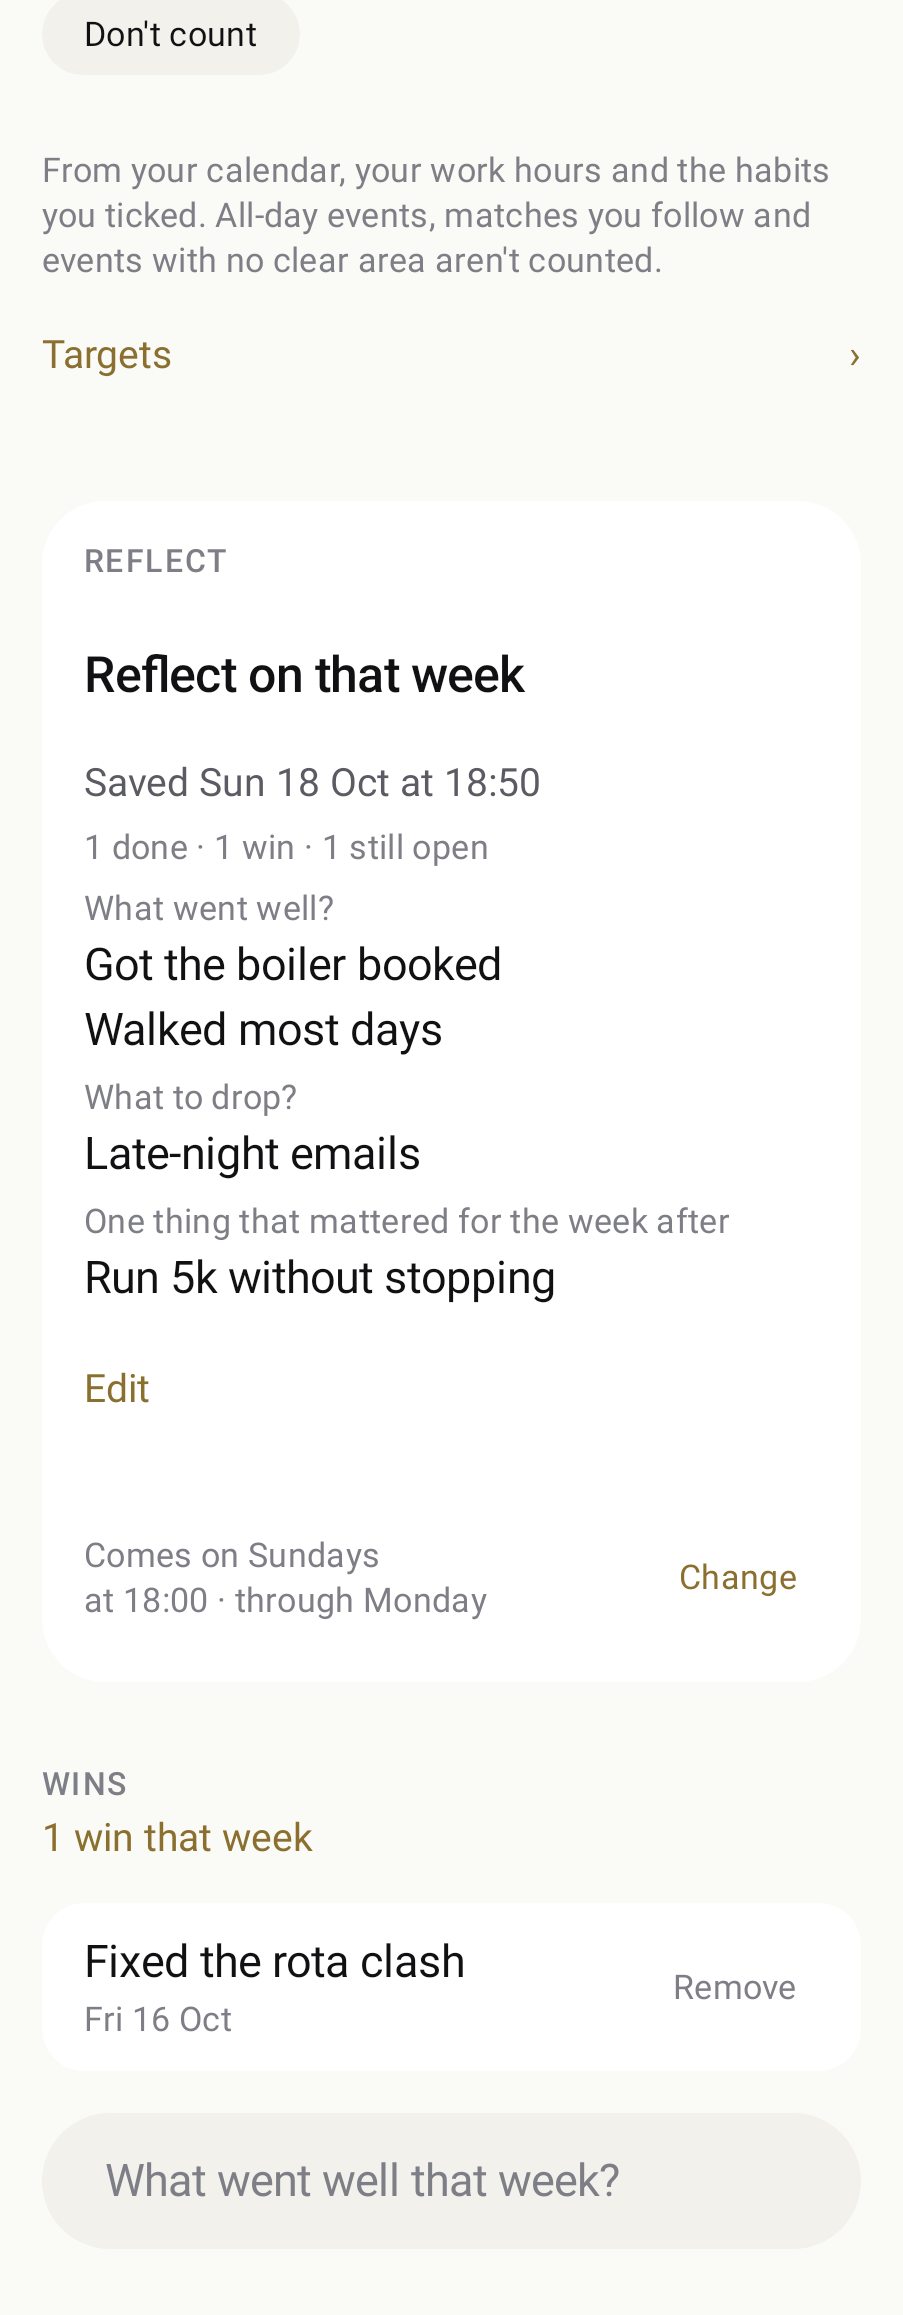 Don't count
From your calendar, your work hours and the habits
you ticked. All-day events, matches you follow and
events with no clear area aren't counted.
Targets ›
REFLECT
Reflect on that week
Saved Sun 18 Oct at 18:50
1 done · 1 win · 1 still open
What went well?
Got the boiler booked
Walked most days
What to drop?
Late-night emails
One thing that mattered for the week after
Run 5k without stopping
Edit
Comes on Sundays
at 18:00 · through Monday
Change
WINS
1 win that week
Fixed the rota clash
Fri 16 Oct
Remove
What went well that week?